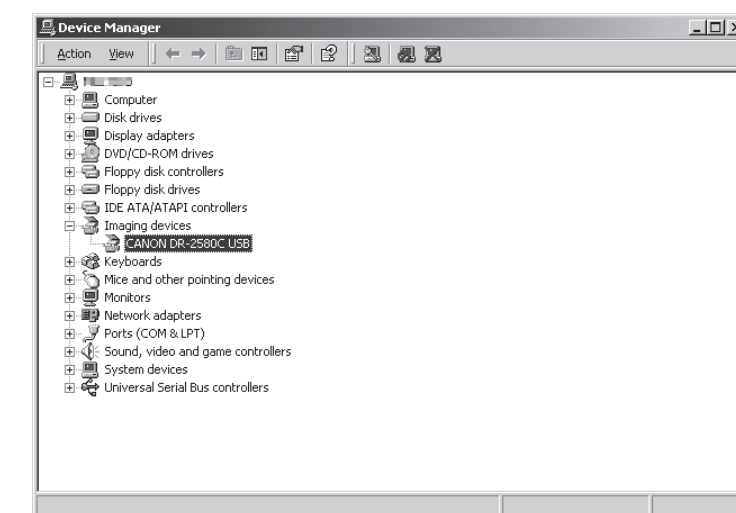 Device Manager
Action View
Computer
Disk drives
Display adapters
DVD/CD-ROM drives
Floppy disk controllers
Floppy disk drives
IDE ATA/ATAPI controllers
Imaging devices
CANON DR-2580C USB
Keyboards
Mice and other pointing devices
Monitors
Network adapters
Ports (COM & LPT)
Sound, video and game controllers
System devices
Universal Serial Bus controllers